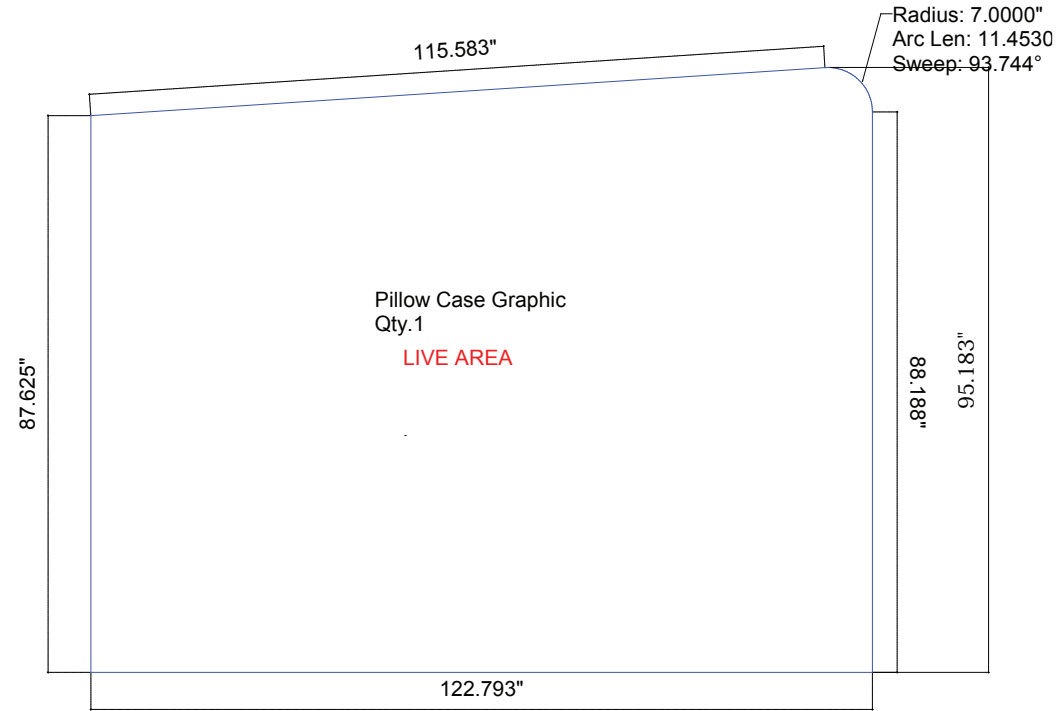 Radius: 7.0000"
Arc Len: 11.4530
Sweep: 93.744°
115.583"
Pillow Case Graphic
Qty.1
LIVE AREA
87.625"
88.188"
95.183"
122.793"